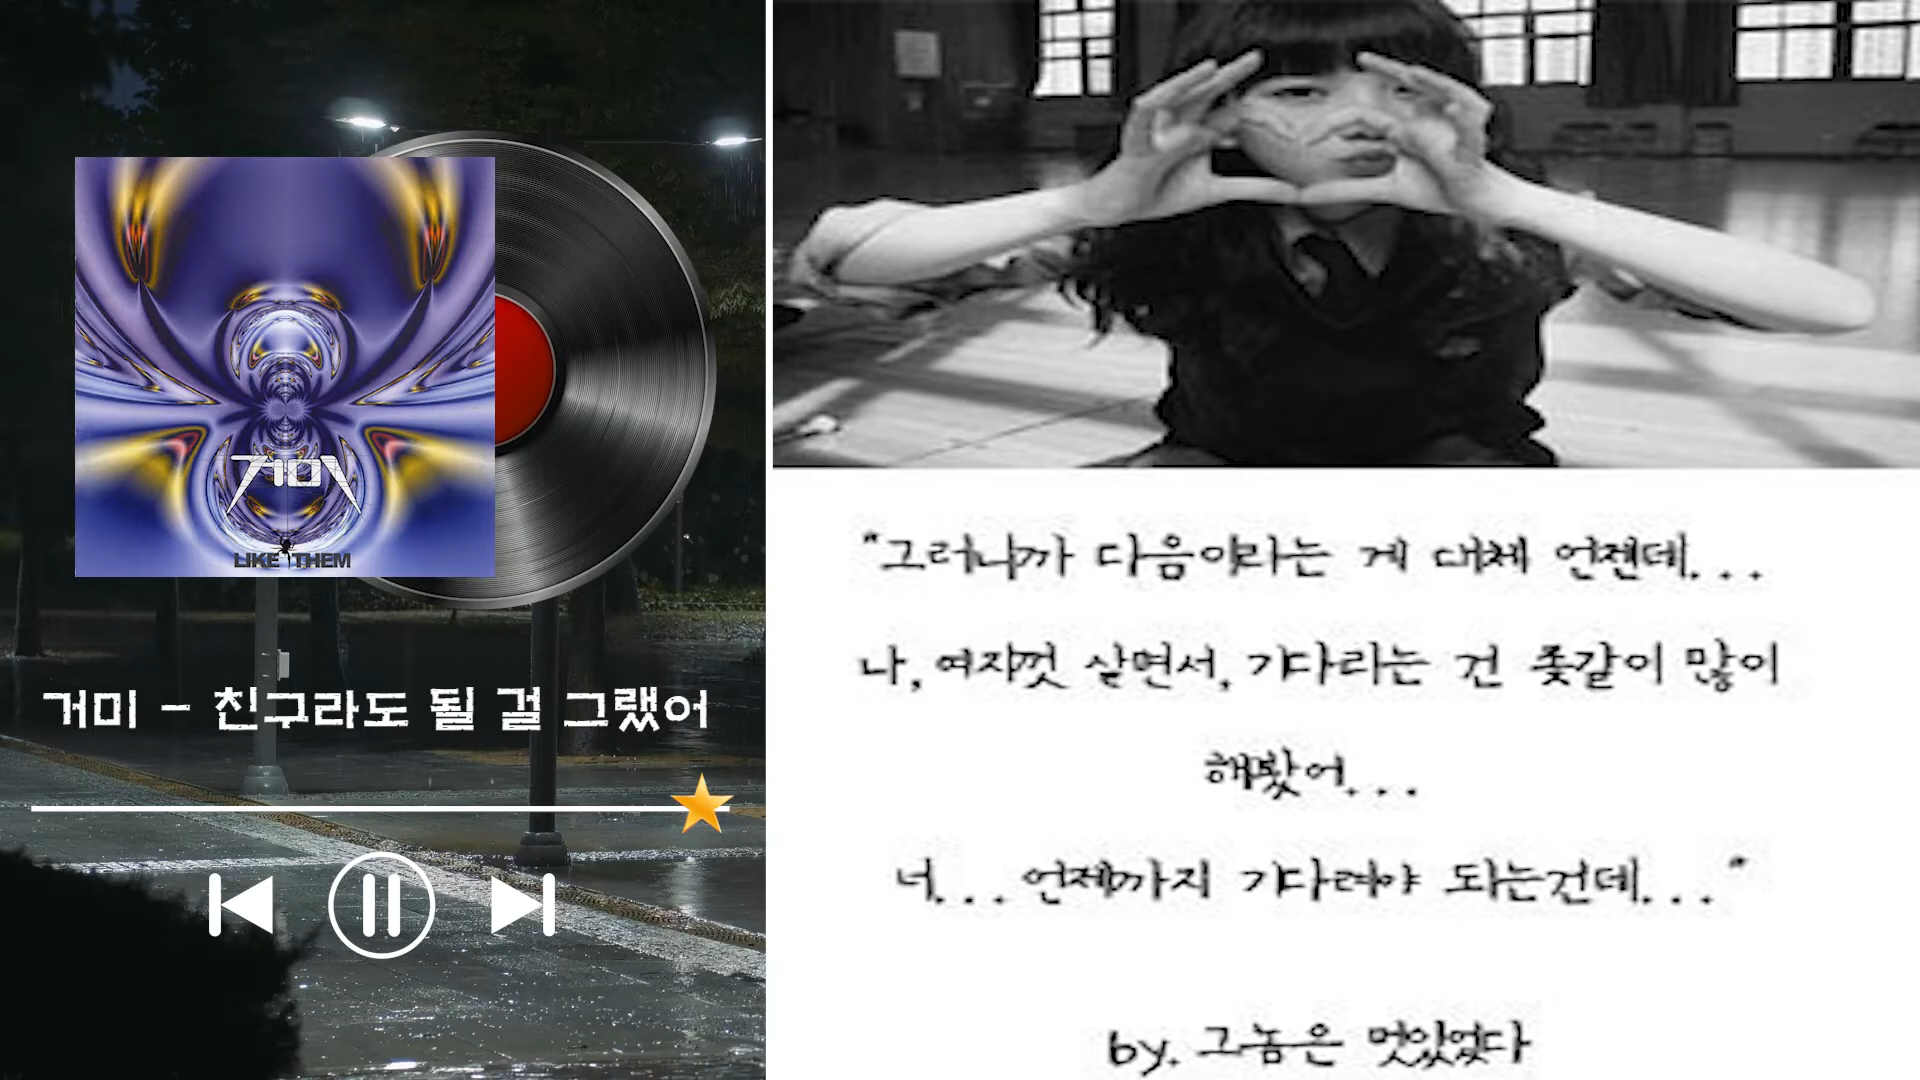 거미
LIKE THEM
거미 - 친구라도 될 걸 그랬어
"그러니까 다음이라는 게 대체 언젠데...
나, 여지껏 살면서, 기다리는 건 좆같이 많이
해봤어...
너... 언제까지 기다려야 되는건데..."
by. 그놈은 멋있었다